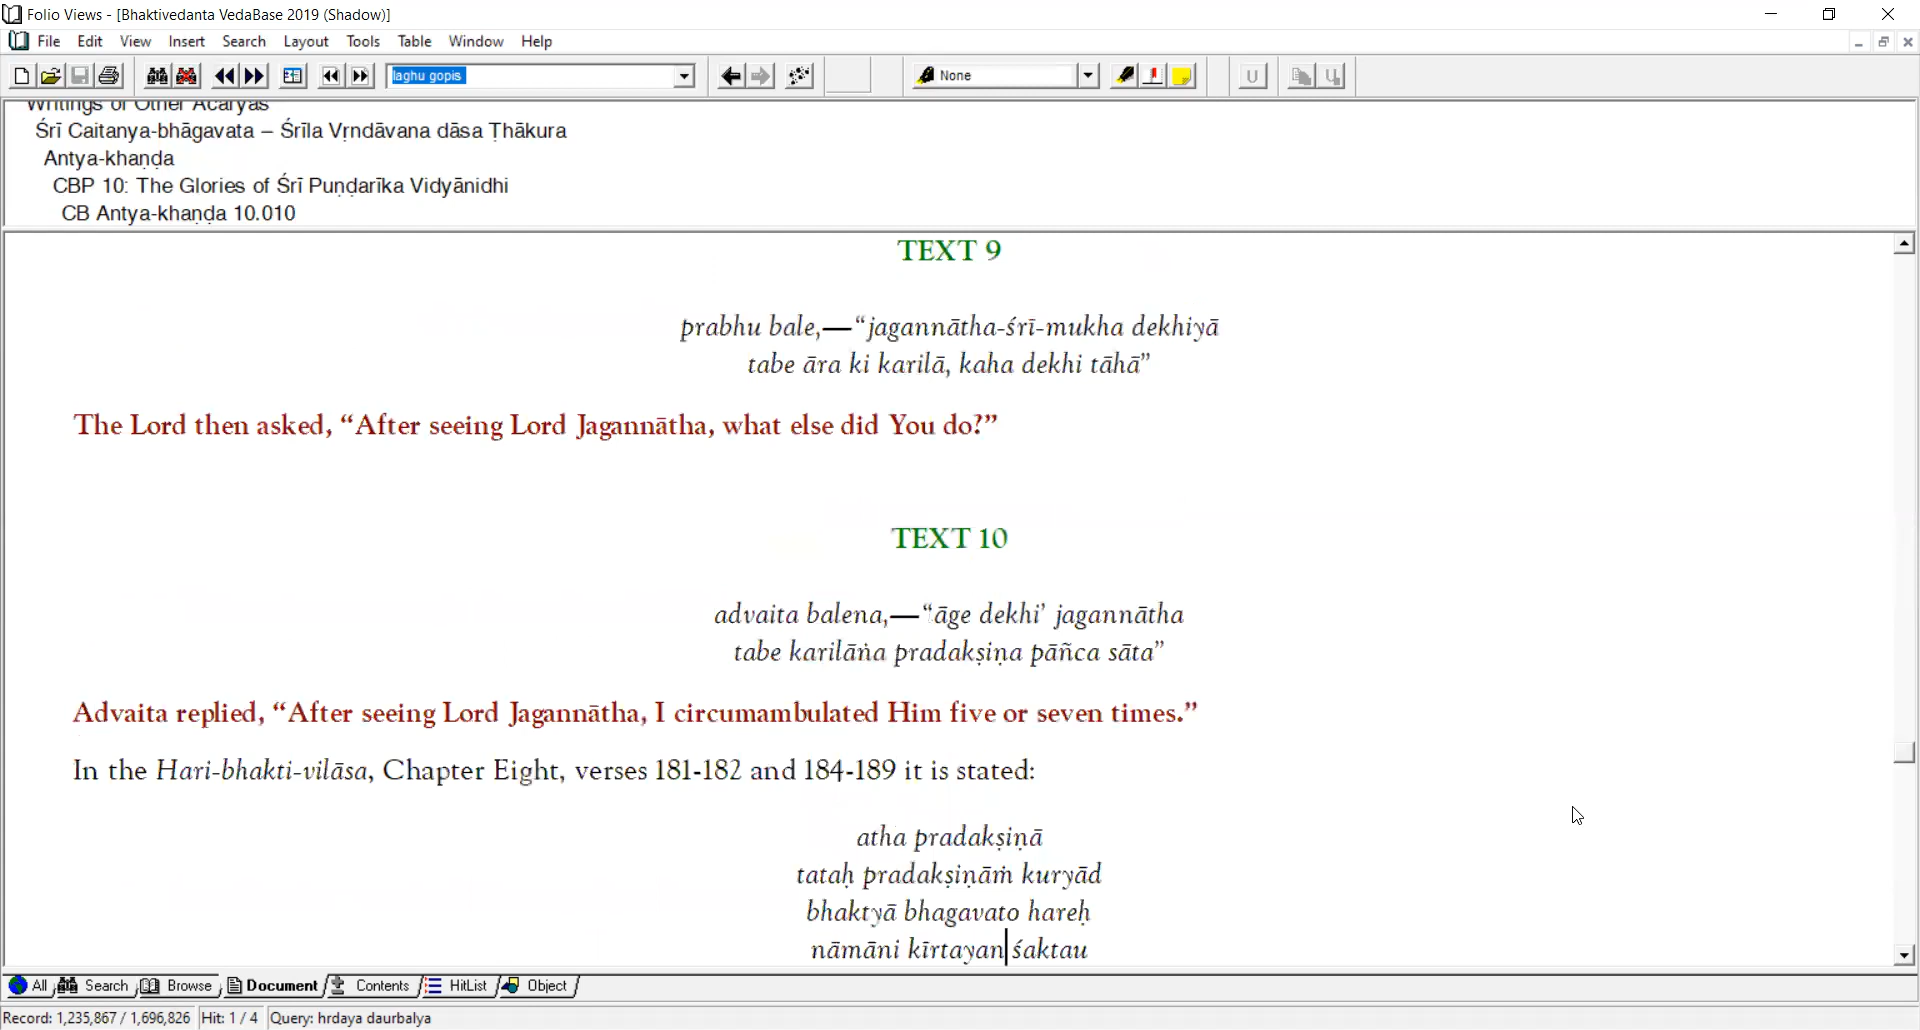 Folio Views - [Bhaktivedanta VedaBase 2019 (Shadow)]
File Edit View Insert Search Layout Tools Table Window Help
laghu gopis None U
Writings of Other Ācāryas
Śrī Caitanya-bhāgavata – Śrīla Vṛndāvana dāsa Ṭhākura
Antya-khaṇḍa
CBP 10: The Glories of Śrī Puṇḍarīka Vidyānidhi
CB Antya-khaṇḍa 10.010
TEXT 9
prabhu bale,—“jagannātha-śrī-mukha dekhiyā
tabe āra ki karilā, kaha dekhi tāhā”
The Lord then asked, “After seeing Lord Jagannātha, what else did You do?”
TEXT 10
advaita balena,—“āge dekhi’ jagannātha
tabe karilāṅa pradakṣiṇa pāñca sāta”
Advaita replied, “After seeing Lord Jagannātha, I circumambulated Him five or seven times.”
In the Hari-bhakti-vilāsa, Chapter Eight, verses 181-182 and 184-189 it is stated:
atha pradakṣiṇā
tataḥ pradakṣiṇāṁ kuryād
bhaktyā bhagavato hareḥ
nāmāni kīrtayan śaktau
All Search Browse Document Contents HitList Object
Record: 1,235,867 / 1,696,826 Hit: 1 / 4 Query: hrdaya daurbalya